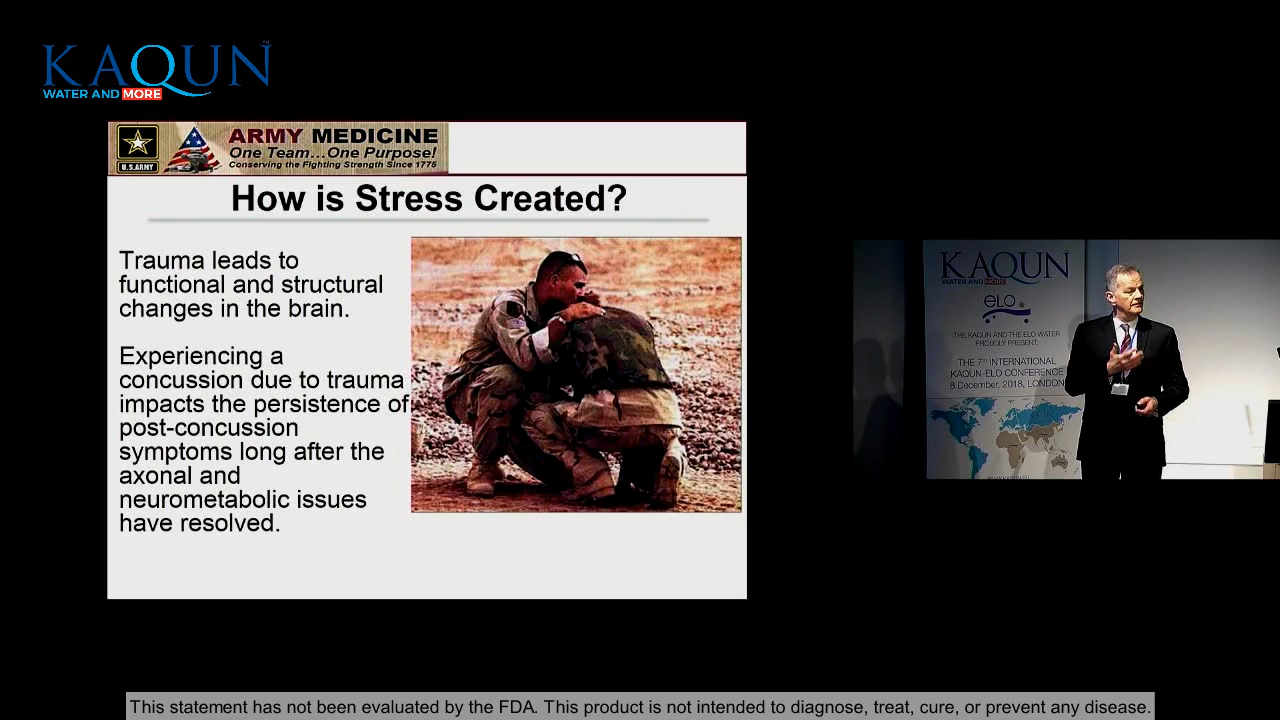 KAQUN™
WATER AND MORE
U.S.ARMY
ARMY MEDICINE
One Team...One Purpose!
Conserving the Fighting Strength Since 1775
How is Stress Created?
Trauma leads to
functional and structural
changes in the brain.
Experiencing a
concussion due to trauma
impacts the persistence of
post-concussion
symptoms long after the
axonal and
neurometabolic issues
have resolved.
KAQUN
WATER AND MORE
eLO
THE KAQUN AND THE ELO WATER
PROUDLY PRESENT:
THE 7th INTERNATIONAL
KAQUN-ELO CONFERENCE
8 December, 2018, LONDON
This statement has not been evaluated by the FDA. This product is not intended to diagnose, treat, cure, or prevent any disease.